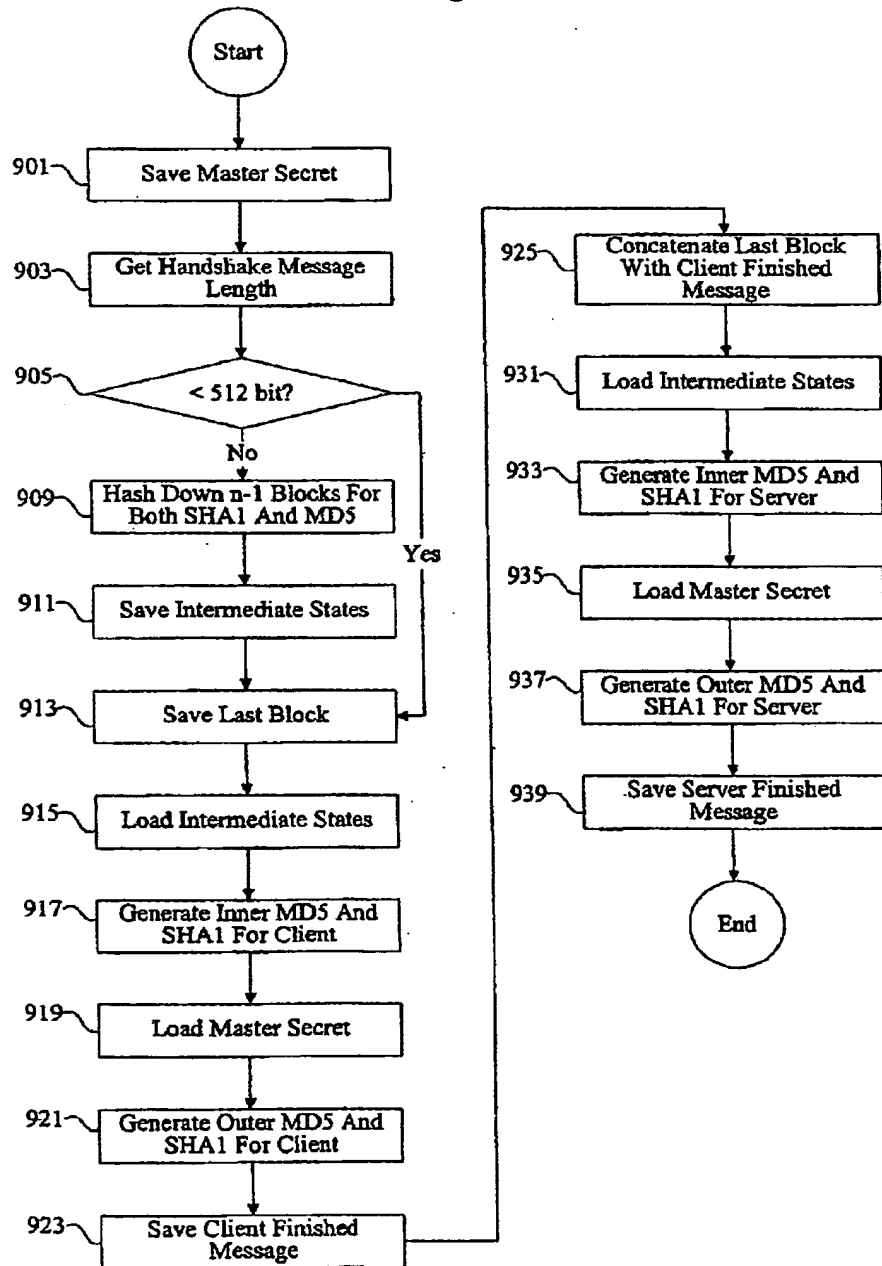 Start
901
Save Master Secret
903
Get Handshake Message
Length
905
< 512 bit?
No
Yes
909
Hash Down n-1 Blocks For
Both SHA1 And MD5
911
Save Intermediate States
913
Save Last Block
915
Load Intermediate States
917
Generate Inner MD5 And
SHA1 For Client
919
Load Master Secret
921
Generate Outer MD5 And
SHA1 For Client
923
Save Client Finished
Message
925
Concatenate Last Block
With Client Finished
Message
931
Load Intermediate States
933
Generate Inner MD5 And
SHA1 For Server
935
Load Master Secret
937
Generate Outer MD5 And
SHA1 For Server
939
Save Server Finished
Message
End